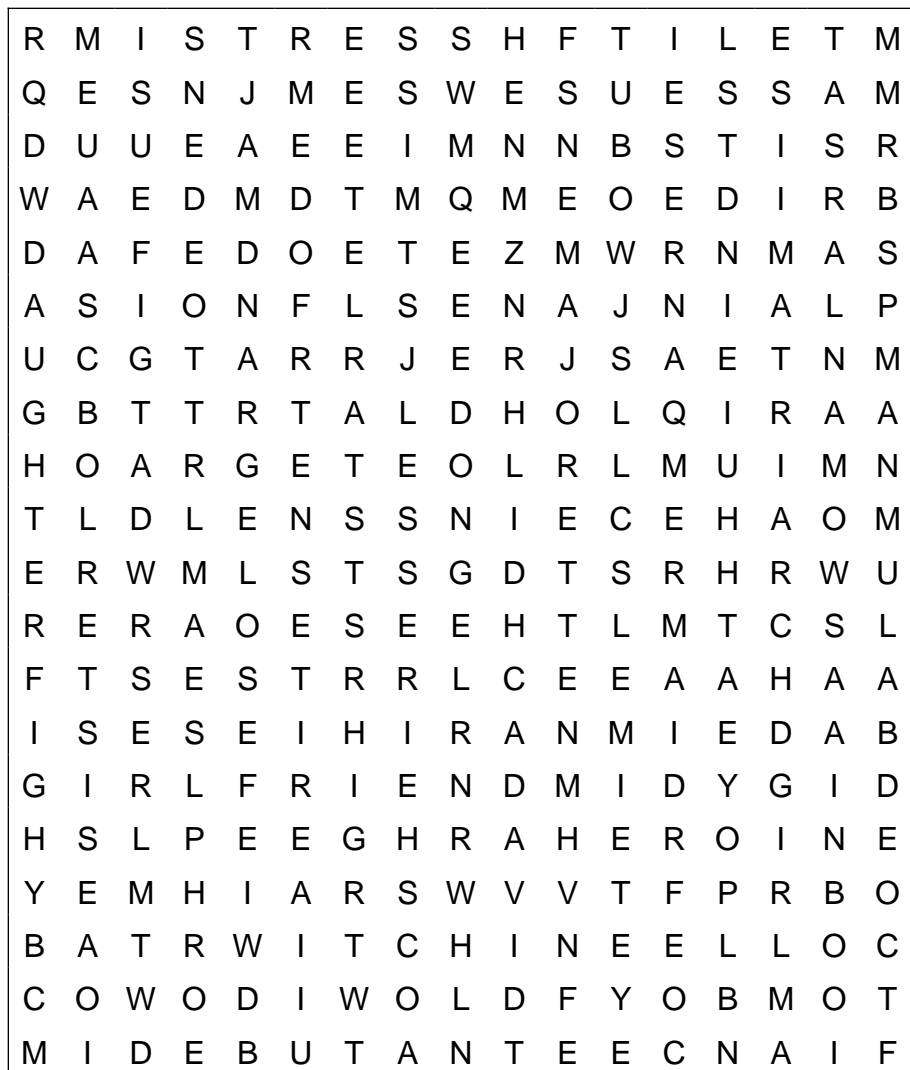 R M I S T R E S S H F T I L E T M
Q E S N J M E S W E S U E S S A M
D U U E A E E I M N N B S T I S R
W A E D M D T M Q M E O E D I R B
D A F E D O E T E Z M W R N M A S
A S I O N F L S E N A J N I A L P
U C G T A R R J E R J S A E T N M
G B T T R T A L D H O L Q I R A A
H O A R G E T E O L R L M U I M N
T L D L E N S S N I E C E H A O M
E R W M L S T S G D T S R H R W U
R E R A O E S E E H T L M T C S L
F T S E S T R R L C E E A A H A A
I S E S E I H I R A N M I E D A B
G I R L F R I E N D M I D Y G I D
H S L P E E G H R A H E R O I N E
Y E M H I A R S W V V T F P R B O
B A T R W I T C H I N E E L L O C
C O W O D I W O L D F Y O B M O T
M I D E B U T A N T E E C N A I F